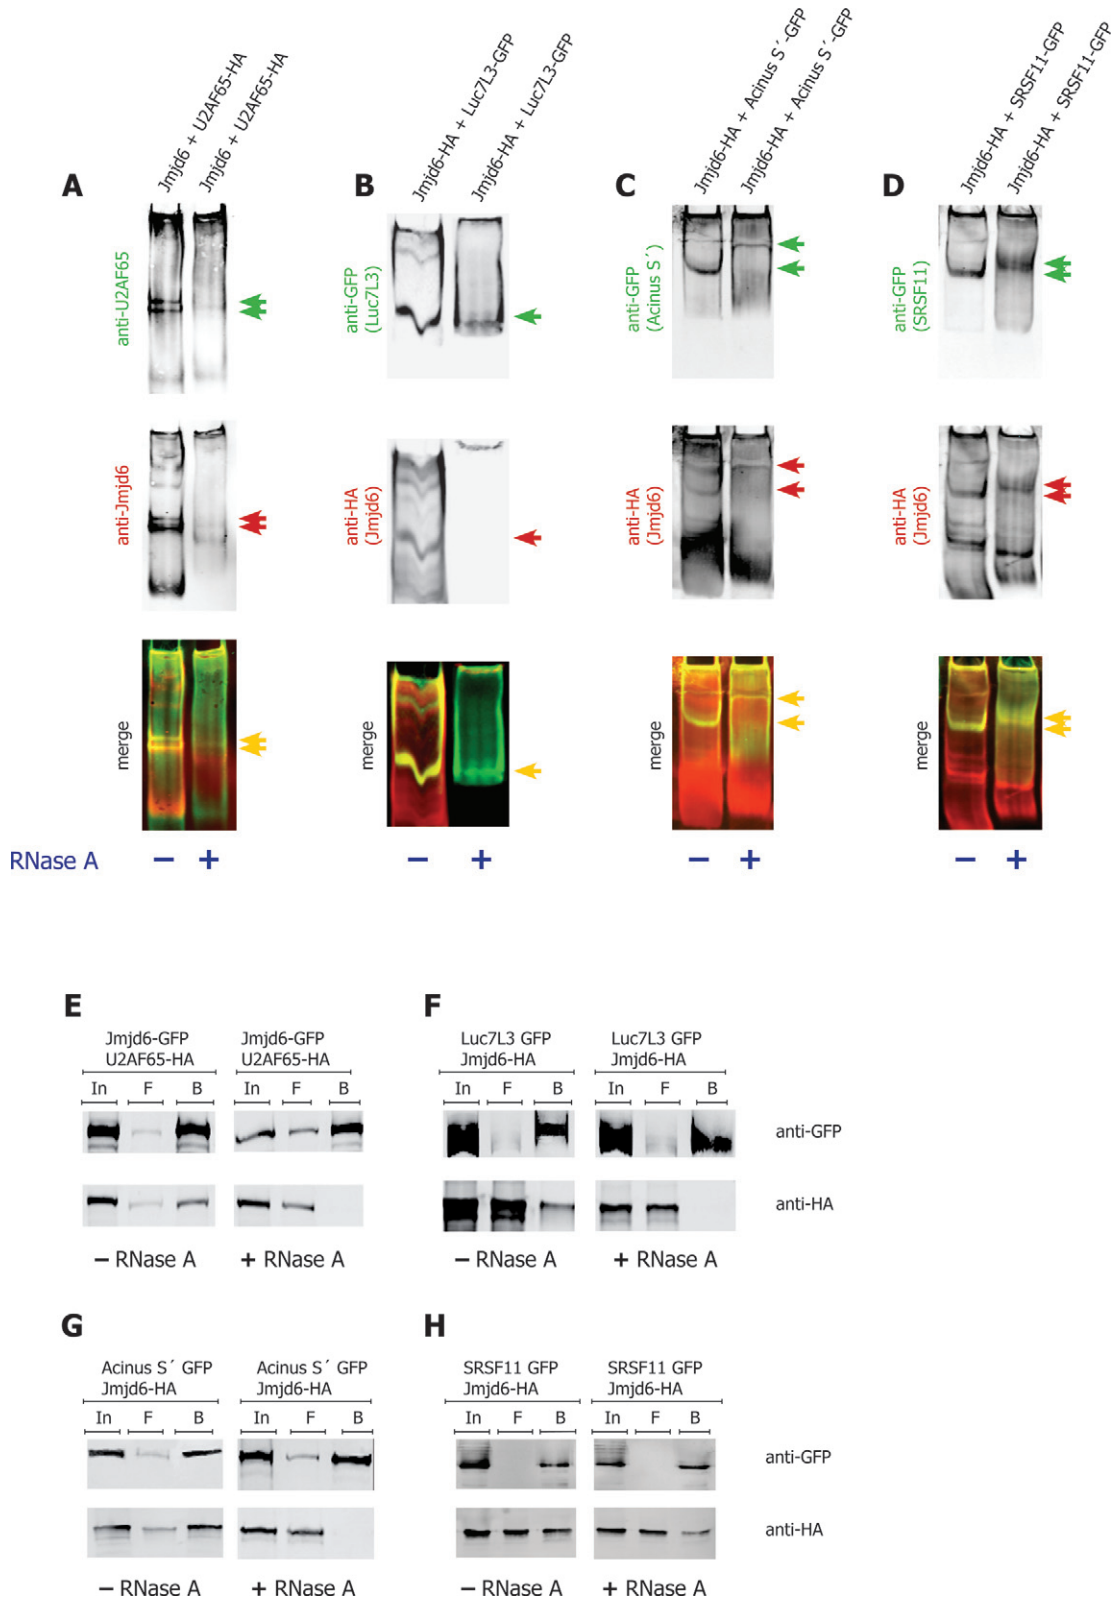 A
Jmjd6 + U2AF65-HA
Jmjd6 + U2AF65-HA
anti-U2AF65
anti-Jmjd6
merge
B
Jmjd6-HA + Luc7L3-GFP
Jmjd6-HA + Luc7L3-GFP
anti-GFP
(Luc7L3)
anti-HA
(Jmjd6)
merge
C
Jmjd6-HA + Acinus S´-GFP
Jmjd6-HA + Acinus S´-GFP
anti-GFP
(Acinus S´)
anti-HA
(Jmjd6)
merge
D
Jmjd6-HA + SRSF11-GFP
Jmjd6-HA + SRSF11-GFP
anti-GFP
(SRSF11)
anti-HA
(Jmjd6)
merge
RNase A − + − + − + − +
E
Jmjd6-GFP Jmjd6-GFP
U2AF65-HA U2AF65-HA
In F B In F B
− RNase A + RNase A
F
Luc7L3 GFP Luc7L3 GFP
Jmjd6-HA Jmjd6-HA
In F B In F B
anti-GFP
anti-HA
− RNase A + RNase A
G
Acinus S´ GFP Acinus S´ GFP
Jmjd6-HA Jmjd6-HA
In F B In F B
− RNase A + RNase A
H
SRSF11 GFP SRSF11 GFP
Jmjd6-HA Jmjd6-HA
In F B In F B
anti-GFP
anti-HA
− RNase A + RNase A